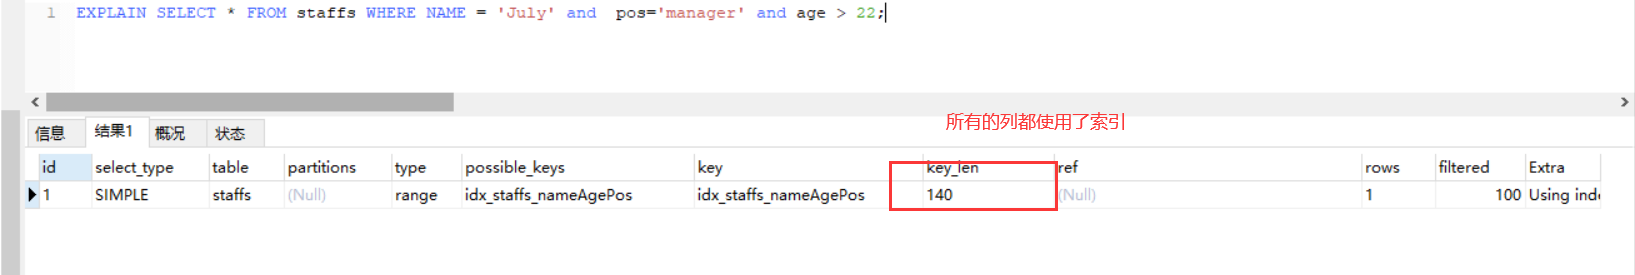 1 EXPLAIN SELECT * FROM staffs WHERE NAME = 'July' and  pos='manager' and age > 22;
所有的列都使用了索引
信息 结果1 概况 状态
id select_type table partitions type possible_keys key key_len ref rows filtered Extra
1 SIMPLE staffs (Null) range idx_staffs_nameAgePos idx_staffs_nameAgePos 140 (Null) 1 100 Using inde